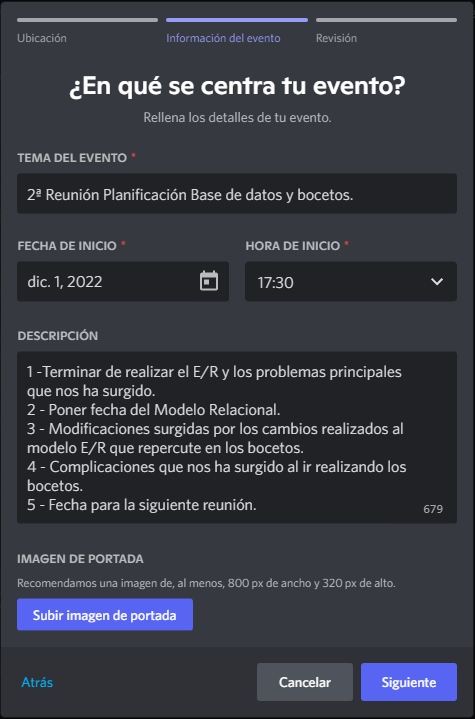 Ubicación
Información del evento
Revisión
¿En qué se centra tu evento?
Rellena los detalles de tu evento.
TEMA DEL EVENTO *
2ª Reunión Planificación Base de datos y bocetos.
FECHA DE INICIO *
HORA DE INICIO *
dic. 1, 2022
17:30
DESCRIPCIÓN
1 -Terminar de realizar el E/R y los problemas principales
que nos ha surgido.
2 - Poner fecha del Modelo Relacional.
3 - Modificaciones surgidas por los cambios realizados al
modelo E/R que repercute en los bocetos.
4 - Complicaciones que nos ha surgido al ir realizando los
bocetos.
5 - Fecha para la siguiente reunión.
679
IMAGEN DE PORTADA
Recomendamos una imagen de, al menos, 800 px de ancho y 320 px de alto.
Subir imagen de portada
Atrás
Cancelar
Siguiente